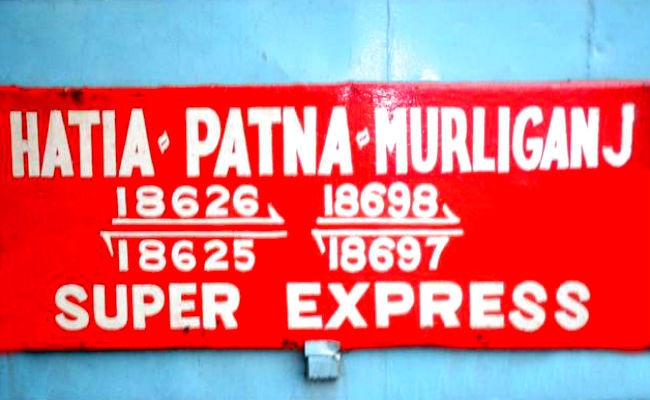 HATIA - PATNA - MURLIGANJ
18626 18698
18625 18697
SUPER EXPRESS